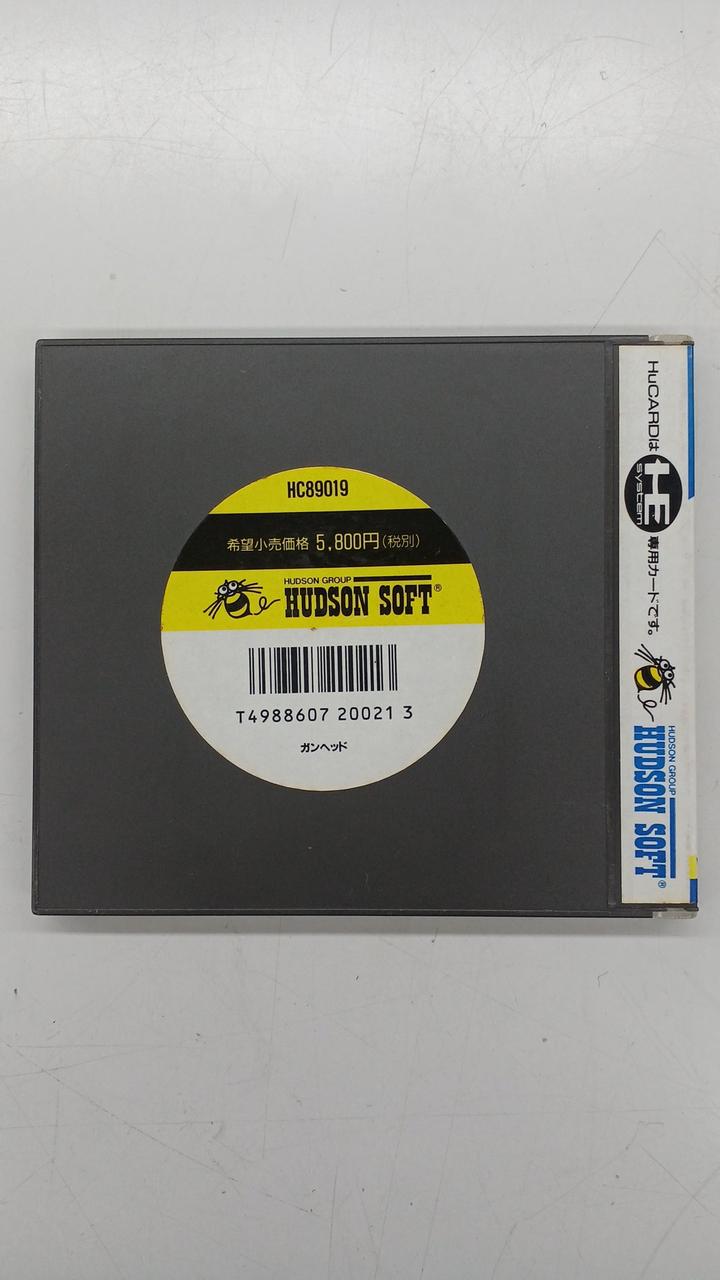 HC89019
希望小売価格 5,800円(税別)
HUDSON GROUP
HUDSON SOFT®
T4988607 20021 3
ガンヘッド
HuCARDは HE system 専用カードです。
HUDSON GROUP
HUDSON SOFT®